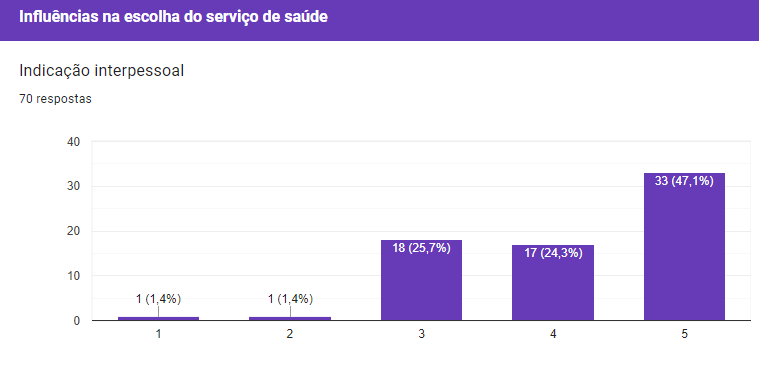 Influências na escolha do serviço de saúde
Indicação interpessoal
70 respostas
40
30
20
10
0
1 (1,4%)
1 (1,4%)
18 (25,7%)
17 (24,3%)
33 (47,1%)
1 2 3 4 5